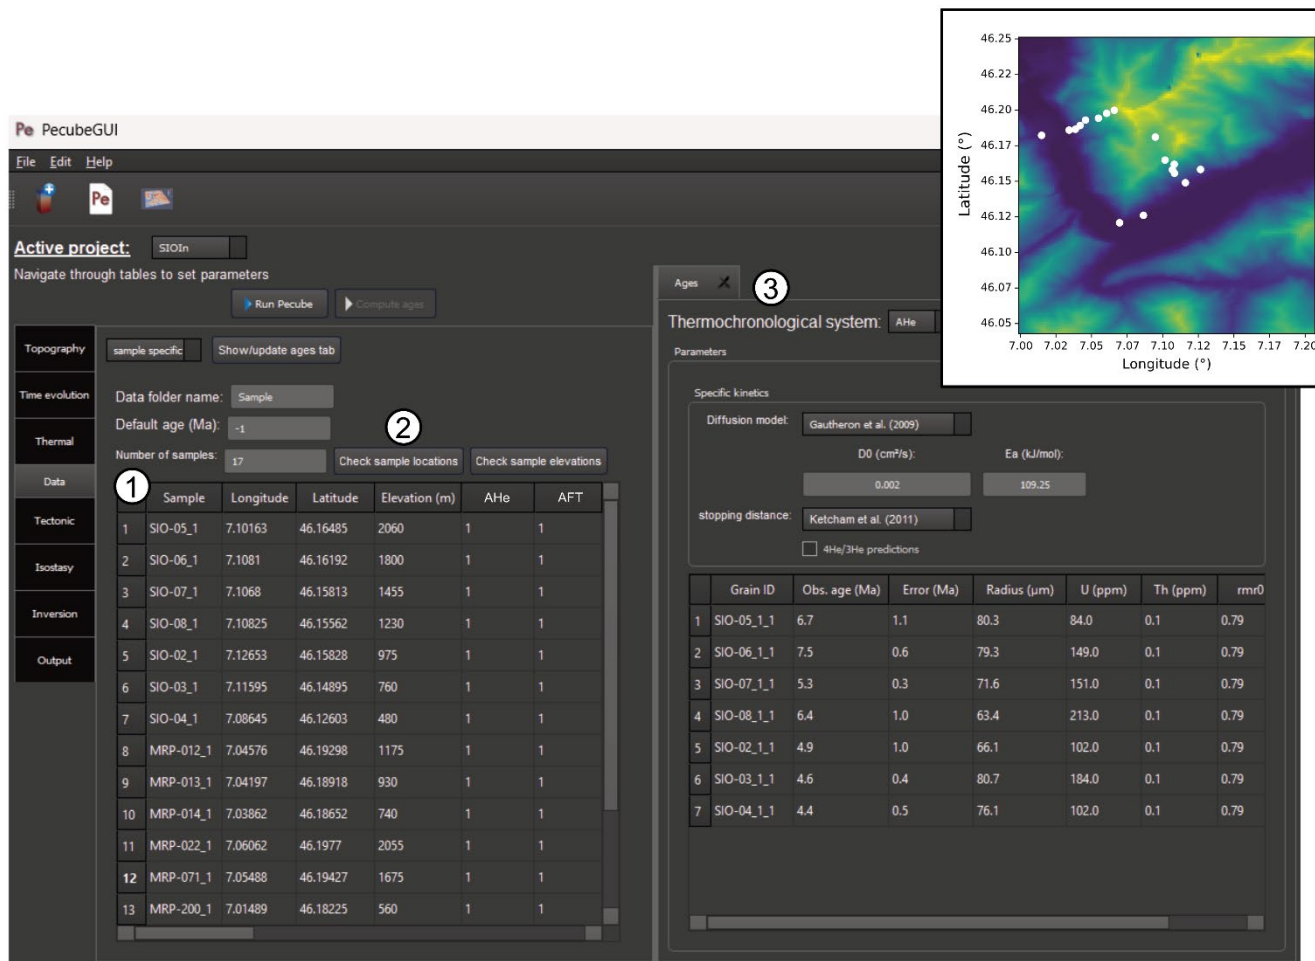 Pe PecubeGUI
File Edit Help
Pe
Active project: SIOIn
Navigate through tables to set parameters
Run Pecube Compute ages
Topography
Time evolution
Thermal
Data
Tectonic
Isostasy
Inversion
Output
sample specific Show/update ages tab
Data folder name: Sample
Default age (Ma): -1
2
Number of samples: 17 Check sample locations Check sample elevations
1
Sample Longitude Latitude Elevation (m) AHe AFT
1 SIO-05_1 7.10163 46.16485 2060 1 1
2 SIO-06_1 7.1081 46.16192 1800 1 1
3 SIO-07_1 7.1068 46.15813 1455 1 1
4 SIO-08_1 7.10825 46.15562 1230 1 1
5 SIO-02_1 7.12653 46.15828 975 1 1
6 SIO-03_1 7.11595 46.14895 760 1 1
7 SIO-04_1 7.08645 46.12603 480 1 1
8 MRP-012_1 7.04576 46.19298 1175 1 1
9 MRP-013_1 7.04197 46.18918 930 1 1
10 MRP-014_1 7.03862 46.18652 740 1 1
11 MRP-022_1 7.06062 46.1977 2055 1 1
12 MRP-071_1 7.05488 46.19427 1675 1 1
13 MRP-200_1 7.01489 46.18225 560 1 1
Ages
3
Thermochronological system: AHe
Parameters
Specific kinetics
Diffusion model: Gautheron et al. (2009)
D0 (cm²/s): Ea (kJ/mol):
0.002 109.25
stopping distance: Ketcham et al. (2011)
4He/3He predictions
Grain ID Obs. age (Ma) Error (Ma) Radius (µm) U (ppm) Th (ppm) rmr0
1 SIO-05_1_1 6.7 1.1 80.3 84.0 0.1 0.79
2 SIO-06_1_1 7.5 0.6 79.3 149.0 0.1 0.79
3 SIO-07_1_1 5.3 0.3 71.6 151.0 0.1 0.79
4 SIO-08_1_1 6.4 1.0 63.4 213.0 0.1 0.79
5 SIO-02_1_1 4.9 1.0 66.1 102.0 0.1 0.79
6 SIO-03_1_1 4.6 0.4 80.7 184.0 0.1 0.79
7 SIO-04_1_1 4.4 0.5 76.1 102.0 0.1 0.79
46.25
46.22
46.20
46.17
46.15
46.12
46.10
46.07
46.05
Latitude (°)
7.00 7.02 7.05 7.07 7.10 7.12 7.15 7.17 7.20
Longitude (°)